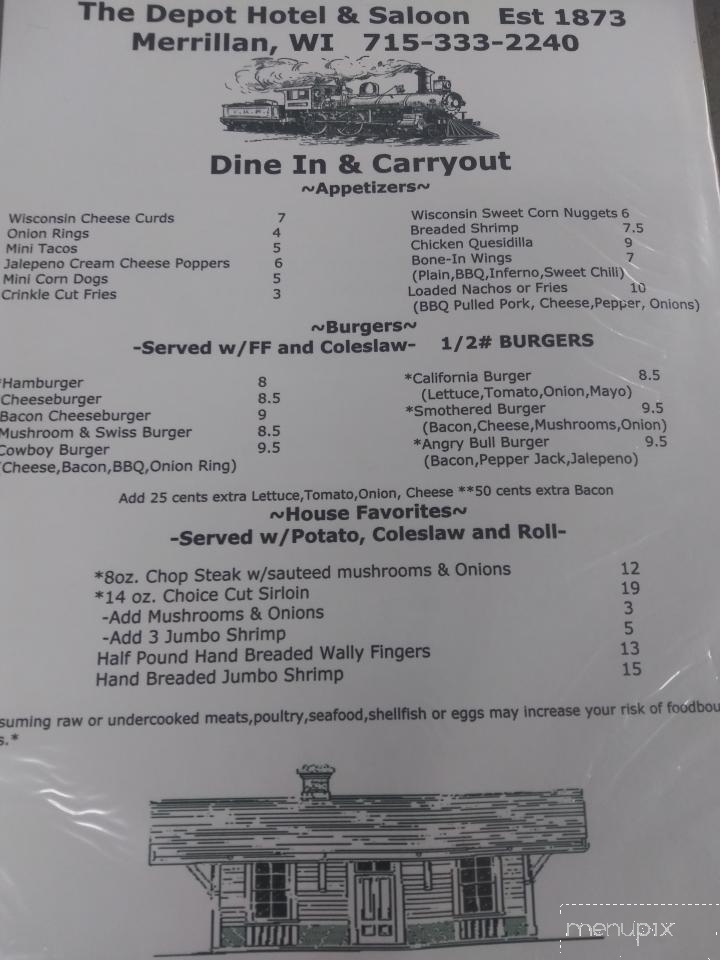 The Depot Hotel & Saloon Est 1873
Merrillan, WI 715-333-2240
Dine In & Carryout
~Appetizers~
Wisconsin Cheese Curds 7
Onion Rings 4
Mini Tacos 5
Jalepeno Cream Cheese Poppers 6
Mini Corn Dogs 5
Crinkle Cut Fries 3
Wisconsin Sweet Corn Nuggets 6
Breaded Shrimp 7.5
Chicken Quesidilla 9
Bone-In Wings 7
(Plain,BBQ,Inferno,Sweet Chili)
Loaded Nachos or Fries 10
(BBQ Pulled Pork, Cheese,Pepper, Onions)
~Burgers~
-Served w/FF and Coleslaw- 1/2# BURGERS
*Hamburger 8
Cheeseburger 8.5
Bacon Cheeseburger 9
Mushroom & Swiss Burger 8.5
Cowboy Burger 9.5
(Cheese,Bacon,BBQ,Onion Ring)
*California Burger 8.5
(Lettuce,Tomato,Onion,Mayo)
*Smothered Burger 9.5
(Bacon,Cheese,Mushrooms,Onion)
*Angry Bull Burger 9.5
(Bacon,Pepper Jack,Jalepeno)
Add 25 cents extra Lettuce,Tomato,Onion, Cheese **50 cents extra Bacon
~House Favorites~
-Served w/Potato, Coleslaw and Roll-
*8oz. Chop Steak w/sauteed mushrooms & Onions 12
*14 oz. Choice Cut Sirloin 19
-Add Mushrooms & Onions 3
-Add 3 Jumbo Shrimp 5
Half Pound Hand Breaded Wally Fingers 13
Hand Breaded Jumbo Shrimp 15
suming raw or undercooked meats,poultry,seafood,shellfish or eggs may increase your risk of foodbou
s.*
menupix